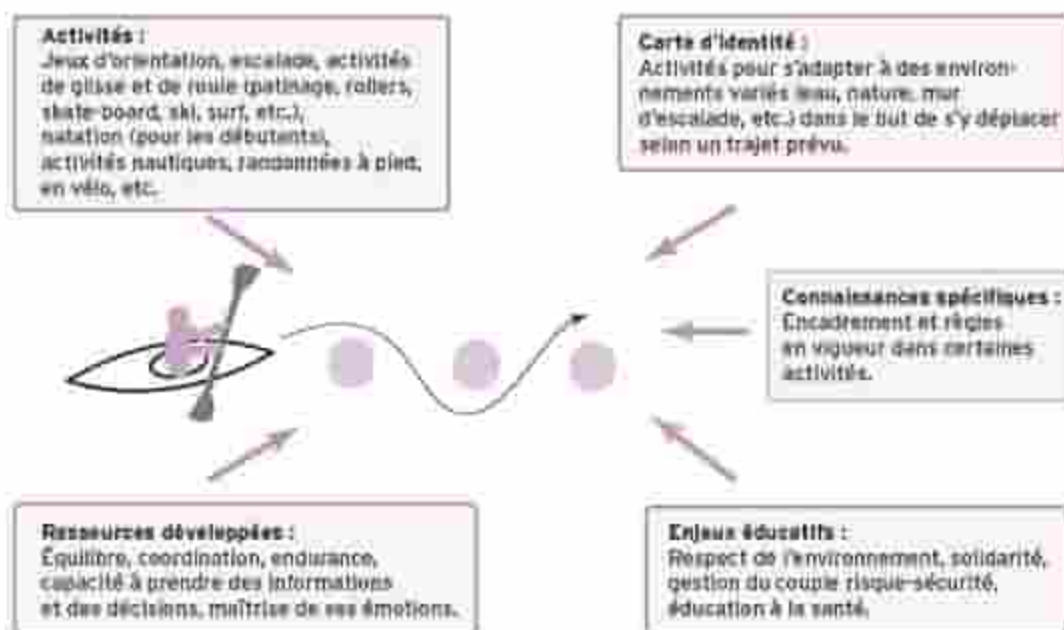 Activités :
Jeux d'orientation, escalade, activités
de glisse et de roule (patinage, rollers,
skate-board, ski, surf, etc.),
natation (pour les débutants),
activités nautiques, randonnées à pied,
en vélo, etc.
Carte d'identité :
Activités pour s'adapter à des environ-
nements variés (eau, nature, mur
d'escalade, etc.) dans le but de s'y déplacer
selon un trajet prévu.
Connaissances spécifiques :
Encadrement et règles
en vigueur dans certaines
activités.
Ressources développées :
Équilibre, coordination, endurance,
capacité à prendre des informations
et des décisions, maîtrise de ses émotions.
Enjeux éducatifs :
Respect de l'environnement, solidarité,
gestion du couple risque-sécurité,
éducation à la santé.